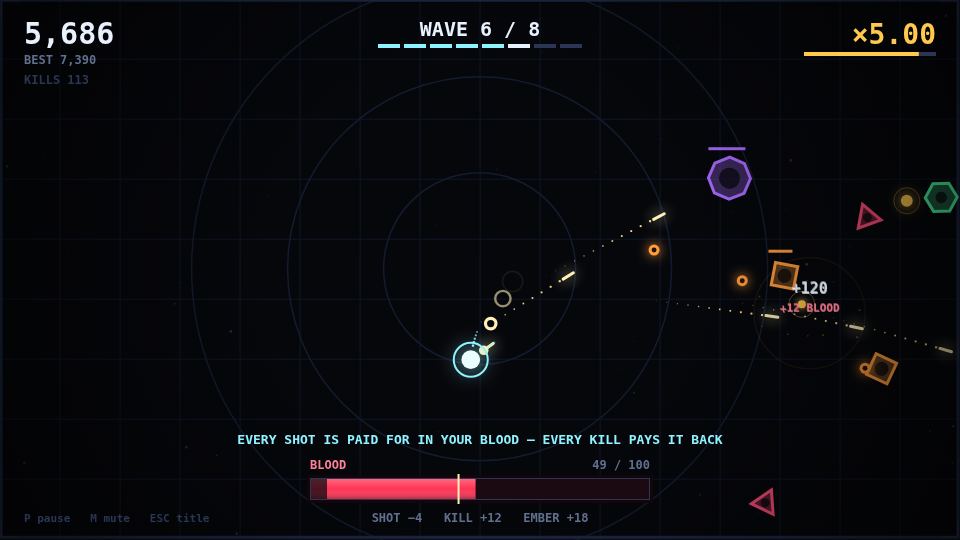 5,686
BEST 7,390
KILLS 113
WAVE 6 / 8
×5.00
+120
+12 BLOOD
EVERY SHOT IS PAID FOR IN YOUR BLOOD — EVERY KILL PAYS IT BACK
BLOOD 49 / 100
SHOT −4 KILL +12 EMBER +18
P pause M mute ESC title